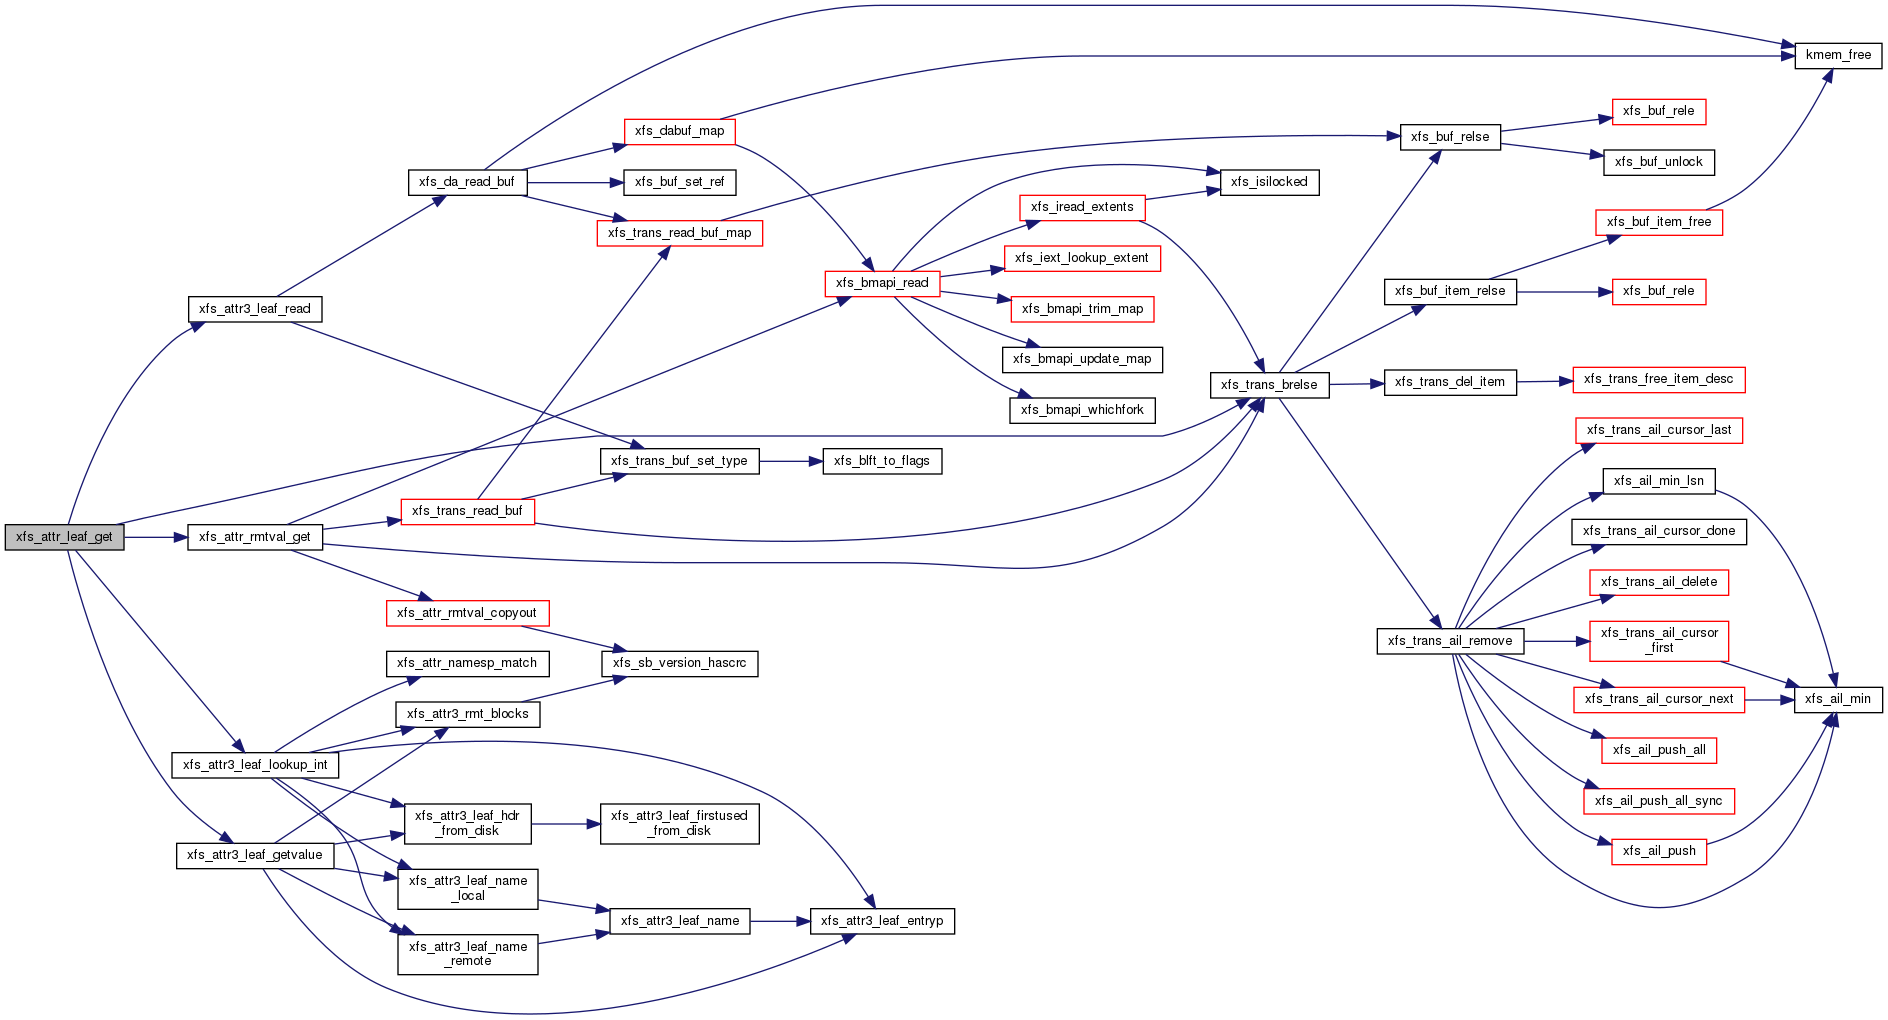 kmem_free
xfs_buf_rele
xfs_dabuf_map
xfs_buf_relse
xfs_buf_unlock
xfs_da_read_buf
xfs_buf_set_ref
xfs_isilocked
xfs_iread_extents
xfs_buf_item_free
xfs_trans_read_buf_map
xfs_iext_lookup_extent
xfs_bmapi_read
xfs_buf_item_relse
xfs_buf_rele
xfs_attr3_leaf_read
xfs_bmapi_trim_map
xfs_bmapi_update_map
xfs_trans_brelse
xfs_trans_del_item
xfs_trans_free_item_desc
xfs_bmapi_whichfork
xfs_trans_ail_cursor_last
xfs_trans_buf_set_type
xfs_blft_to_flags
xfs_ail_min_lsn
xfs_trans_read_buf
xfs_attr_leaf_get
xfs_attr_rmtval_get
xfs_trans_ail_cursor_done
xfs_trans_ail_delete
xfs_attr_rmtval_copyout
xfs_trans_ail_remove
xfs_trans_ail_cursor
_first
xfs_attr_namesp_match
xfs_sb_version_hascrc
xfs_trans_ail_cursor_next
xfs_ail_min
xfs_attr3_rmt_blocks
xfs_ail_push_all
xfs_attr3_leaf_lookup_int
xfs_ail_push_all_sync
xfs_attr3_leaf_hdr
_from_disk
xfs_attr3_leaf_firstused
_from_disk
xfs_ail_push
xfs_attr3_leaf_getvalue
xfs_attr3_leaf_name
_local
xfs_attr3_leaf_name
xfs_attr3_leaf_entryp
xfs_attr3_leaf_name
_remote